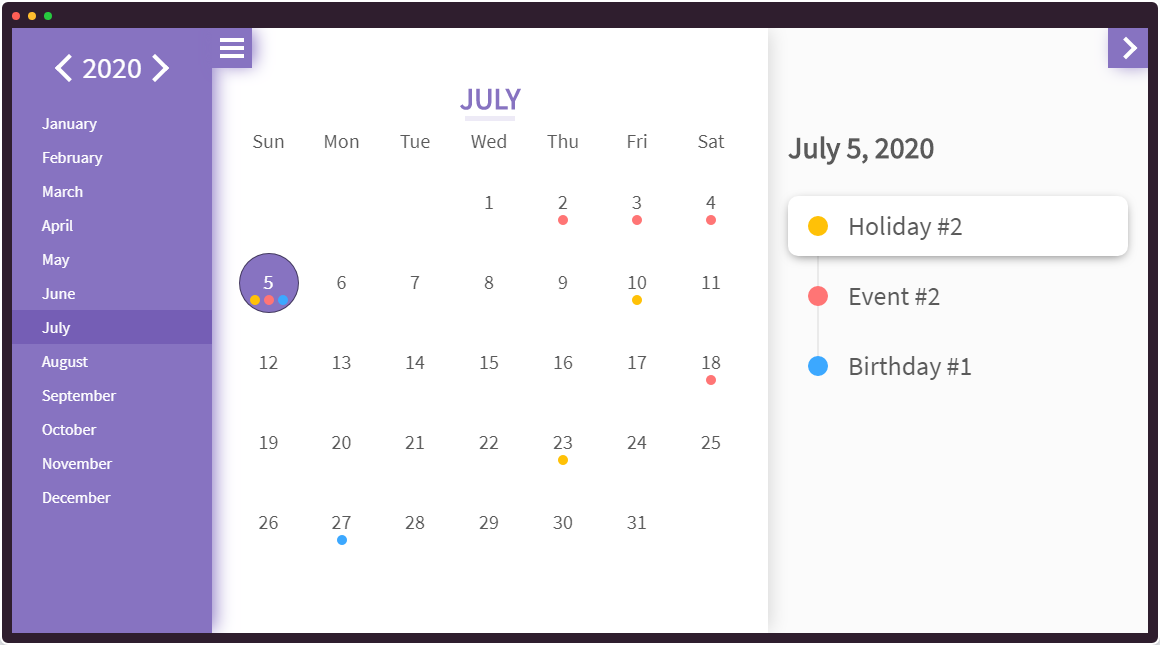 2020
January
February
March
April
May
June
July
August
September
October
November
December
JULY
Sun Mon Tue Wed Thu Fri Sat
1 2 3 4
5 6 7 8 9 10 11
12 13 14 15 16 17 18
19 20 21 22 23 24 25
26 27 28 29 30 31
July 5, 2020
Holiday #2
Event #2
Birthday #1